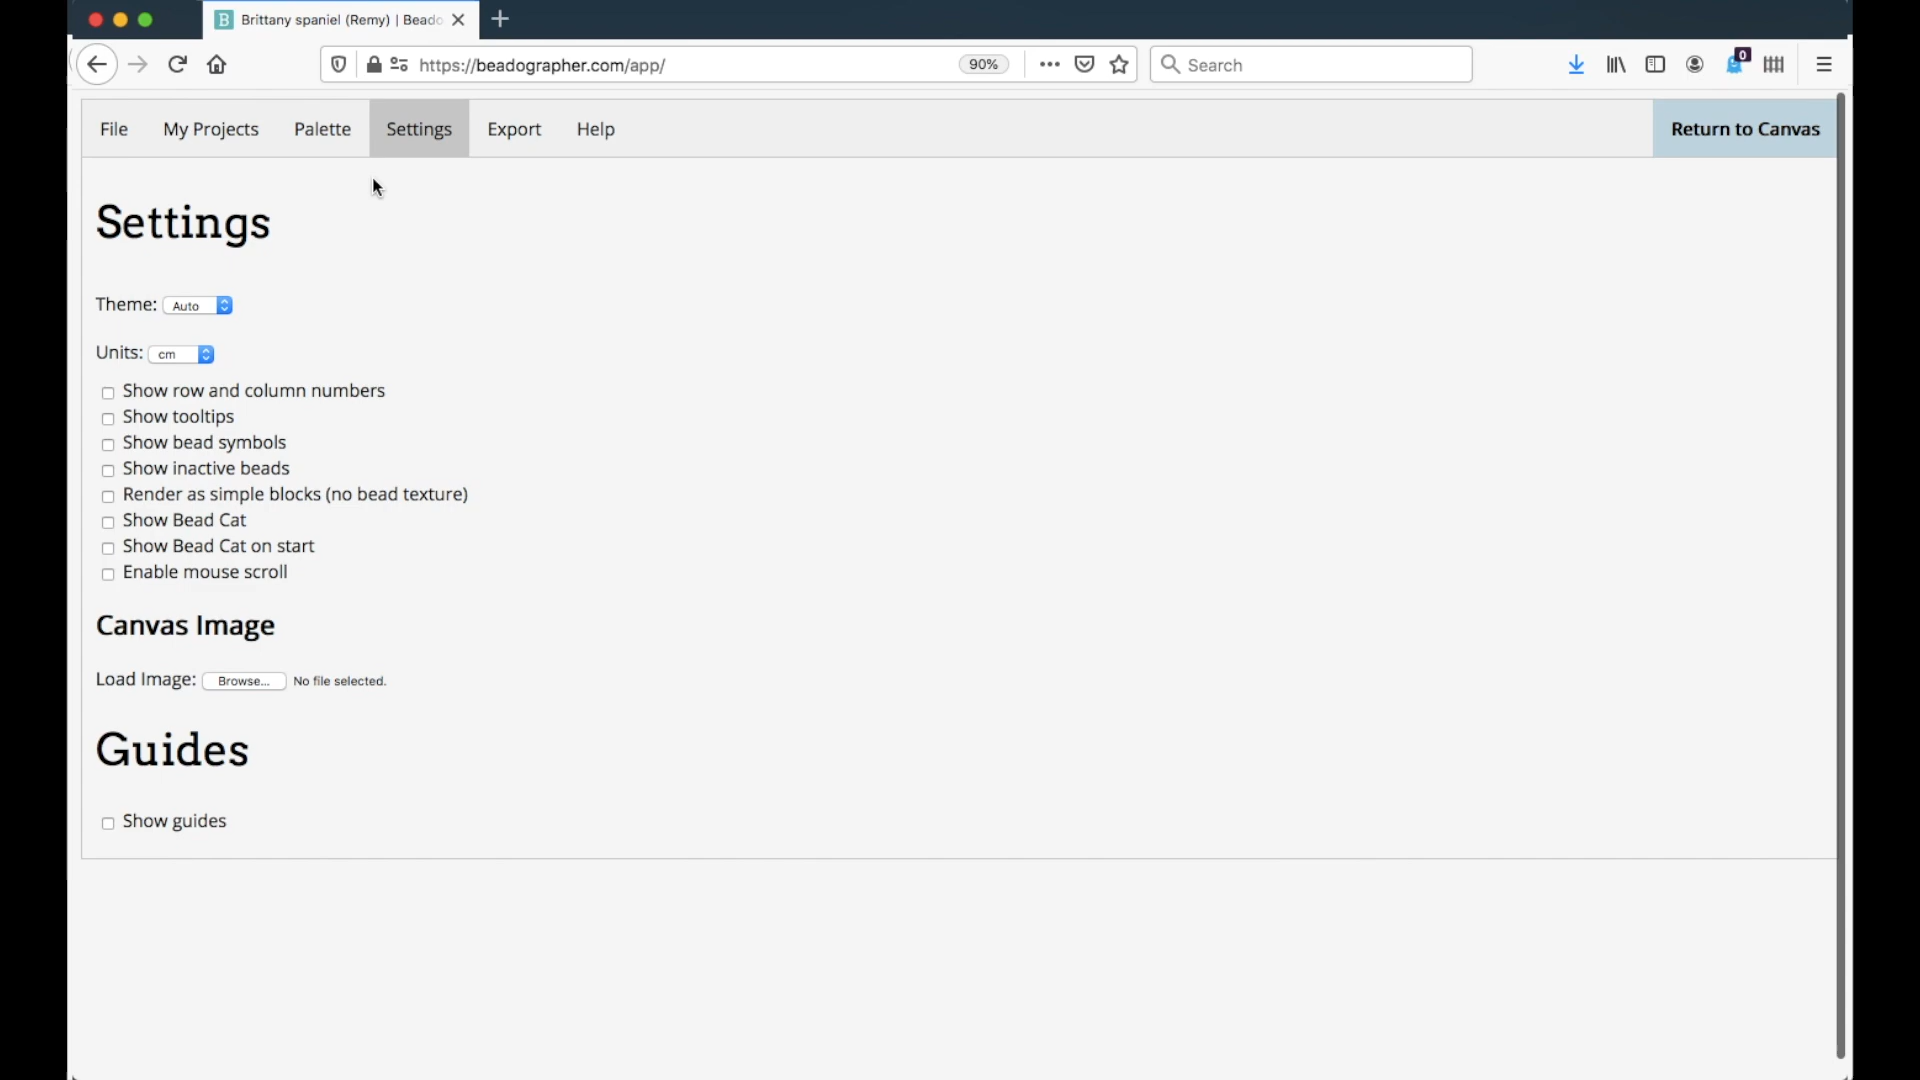 Brittany spaniel (Remy) | Beado
https://beadographer.com/app/
90%
Search
0
File
My Projects
Palette
Settings
Export
Help
Return to Canvas
Settings
Theme: Auto
Units: cm
Show row and column numbers
Show tooltips
Show bead symbols
Show inactive beads
Render as simple blocks (no bead texture)
Show Bead Cat
Show Bead Cat on start
Enable mouse scroll
Canvas Image
Load Image: Browse... No file selected.
Guides
Show guides